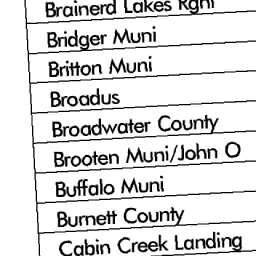 Brainerd Lakes Rgnl
Bridger Muni
Britton Muni
Broadus
Broadwater County
Brooten Muni/John O
Buffalo Muni
Burnett County
Cabin Creek Landing